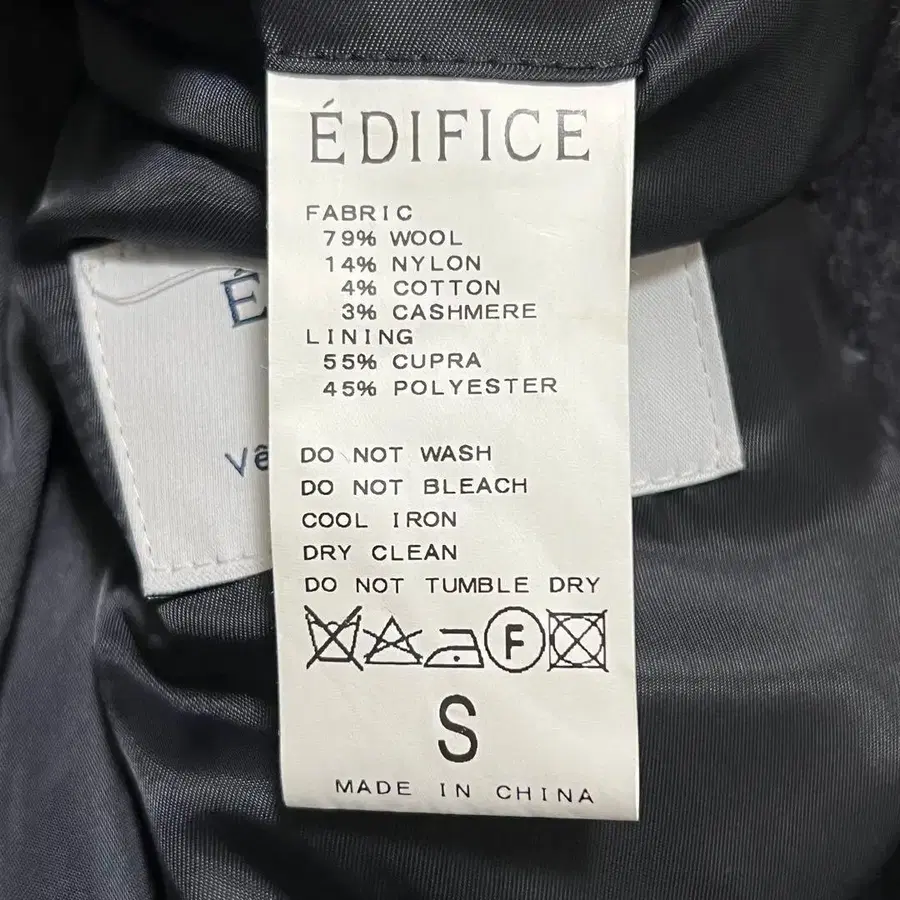 ÉDIFICE
FABRIC
79% WOOL
14% NYLON
4% COTTON
3% CASHMERE
LINING
55% CUPRA
45% POLYESTER
DO NOT WASH
DO NOT BLEACH
COOL IRON
DRY CLEAN
DO NOT TUMBLE DRY
F
S
MADE IN CHINA